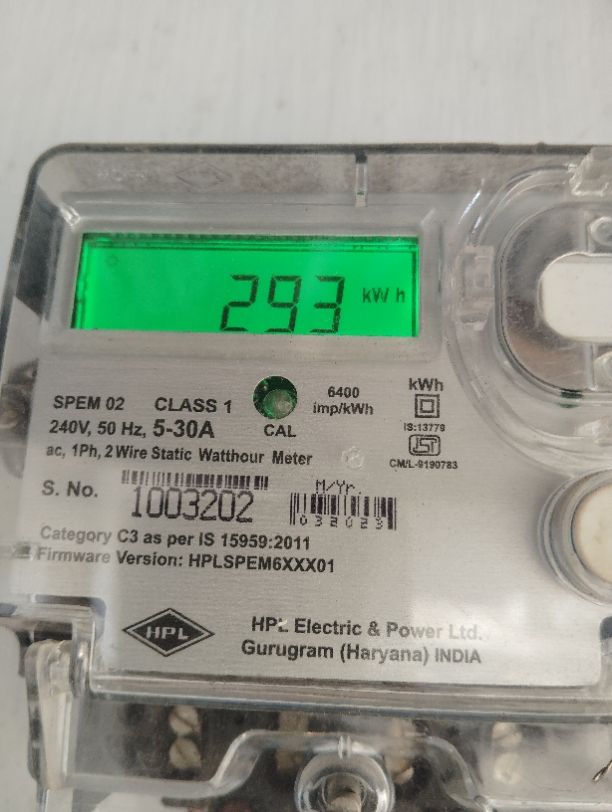 293 kW h
SPEM 02 CLASS 1
6400 imp/kWh
kWh
240V, 50 Hz, 5-30A
CAL
IS:13779
ac, 1Ph, 2 Wire Static Watthour Meter
CM/L-9190783
S. No. 1003202
M/Yr.
032023
Category C3 as per IS 15959:2011
Firmware Version: HPLSPEM6XXX01
HPL
HPL Electric & Power Ltd.
Gurugram (Haryana) INDIA